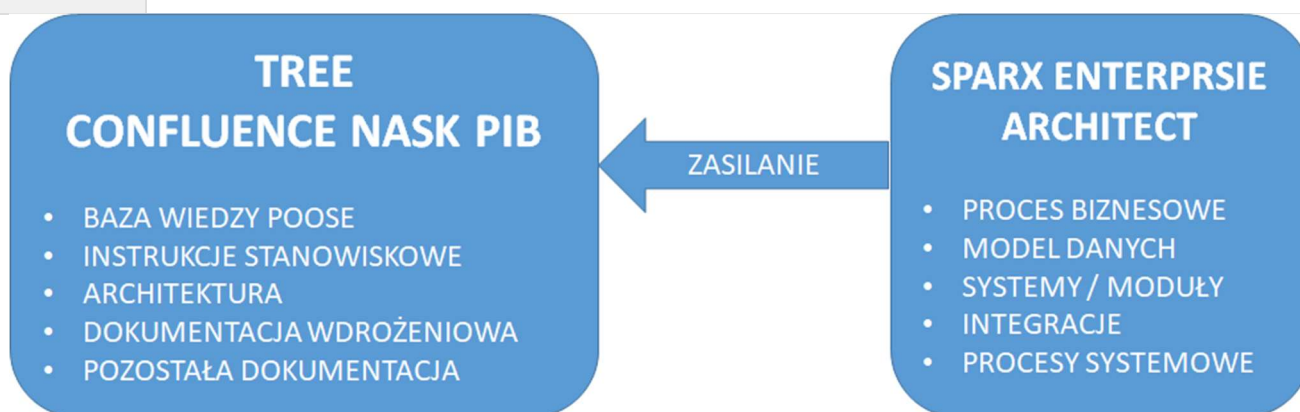 TREE
CONFLUENCE NASK PIB
• BAZA WIEDZY POOSE
• INSTRUKCJE STANOWISKOWE
• ARCHITEKTURA
• DOKUMENTACJA WDROŻENIOWA
• POZOSTAŁA DOKUMENTACJA
ZASILANIE
SPARX ENTERPRSIE
ARCHITECT
• PROCES BIZNESOWE
• MODEL DANYCH
• SYSTEMY / MODUŁY
• INTEGRACJE
• PROCESY SYSTEMOWE